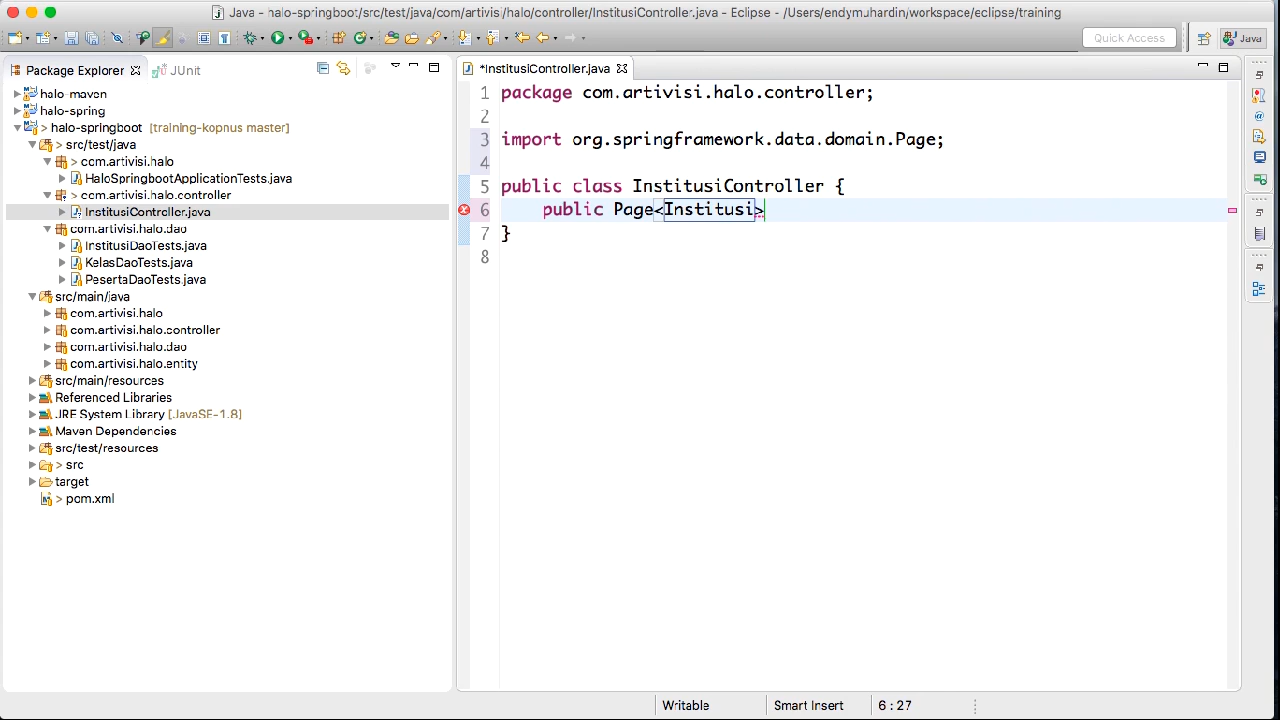 Java - halo-springboot/src/test/java/com/artivisi/halo/controller/InstitusiController.java - Eclipse - /Users/endymuhardin/workspace/eclipse/training
Quick Access
Java
Package Explorer
JUnit
halo-maven
halo-spring
> halo-springboot [training-kopnus master]
> src/test/java
> com.artivisi.halo
> HaloSpringbootApplicationTests.java
> com.artivisi.halo.controller
InstitusiController.java
com.artivisi.halo.dao
InstitusiDaoTests.java
KelasDaoTests.java
PesertaDaoTests.java
src/main/java
com.artivisi.halo
com.artivisi.halo.controller
com.artivisi.halo.dao
com.artivisi.halo.entity
src/main/resources
Referenced Libraries
JRE System Library [JavaSE-1.8]
Maven Dependencies
src/test/resources
> src
target
> pom.xml
*InstitusiController.java
1 package com.artivisi.halo.controller;
2
3 import org.springframework.data.domain.Page;
4
5 public class InstitusiController {
6 public Page<Institusi>
7 }
8
Writable
Smart Insert
6 : 27